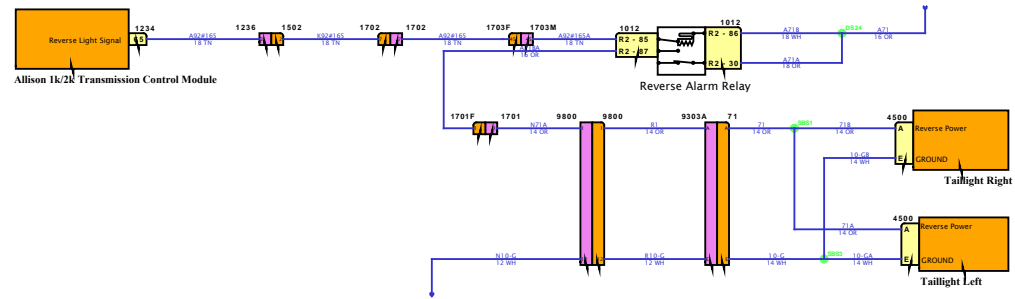 1234
Reverse Light Signal
65
A92#165
18 TN
1236
1502
K92#165
18 TN
1702
1702
A92#165
18 TN
1703F
1703M
A92#165A
18 TN
16 OR
1012
R2 - 85
R2 - 87
1012
R2 - 86
R2 - 30
A71B
18 WH
A71A
18 OR
A71
16 OR
Allison 1k/2k Transmission Control Module
Reverse Alarm Relay
1701F
1701
N71A
14 OR
9800
9800
R1
14 OR
9303A
71
71
14 OR
SB81
71B
14 OR
4500
A
Reverse Power
10-GB
14 WH
E
GROUND
Taillight Right
4500
A
Reverse Power
71A
14 OR
N10-G
12 WH
R10-G
12 WH
10-G
14 WH
10-GA
14 WH
E
GROUND
Taillight Left